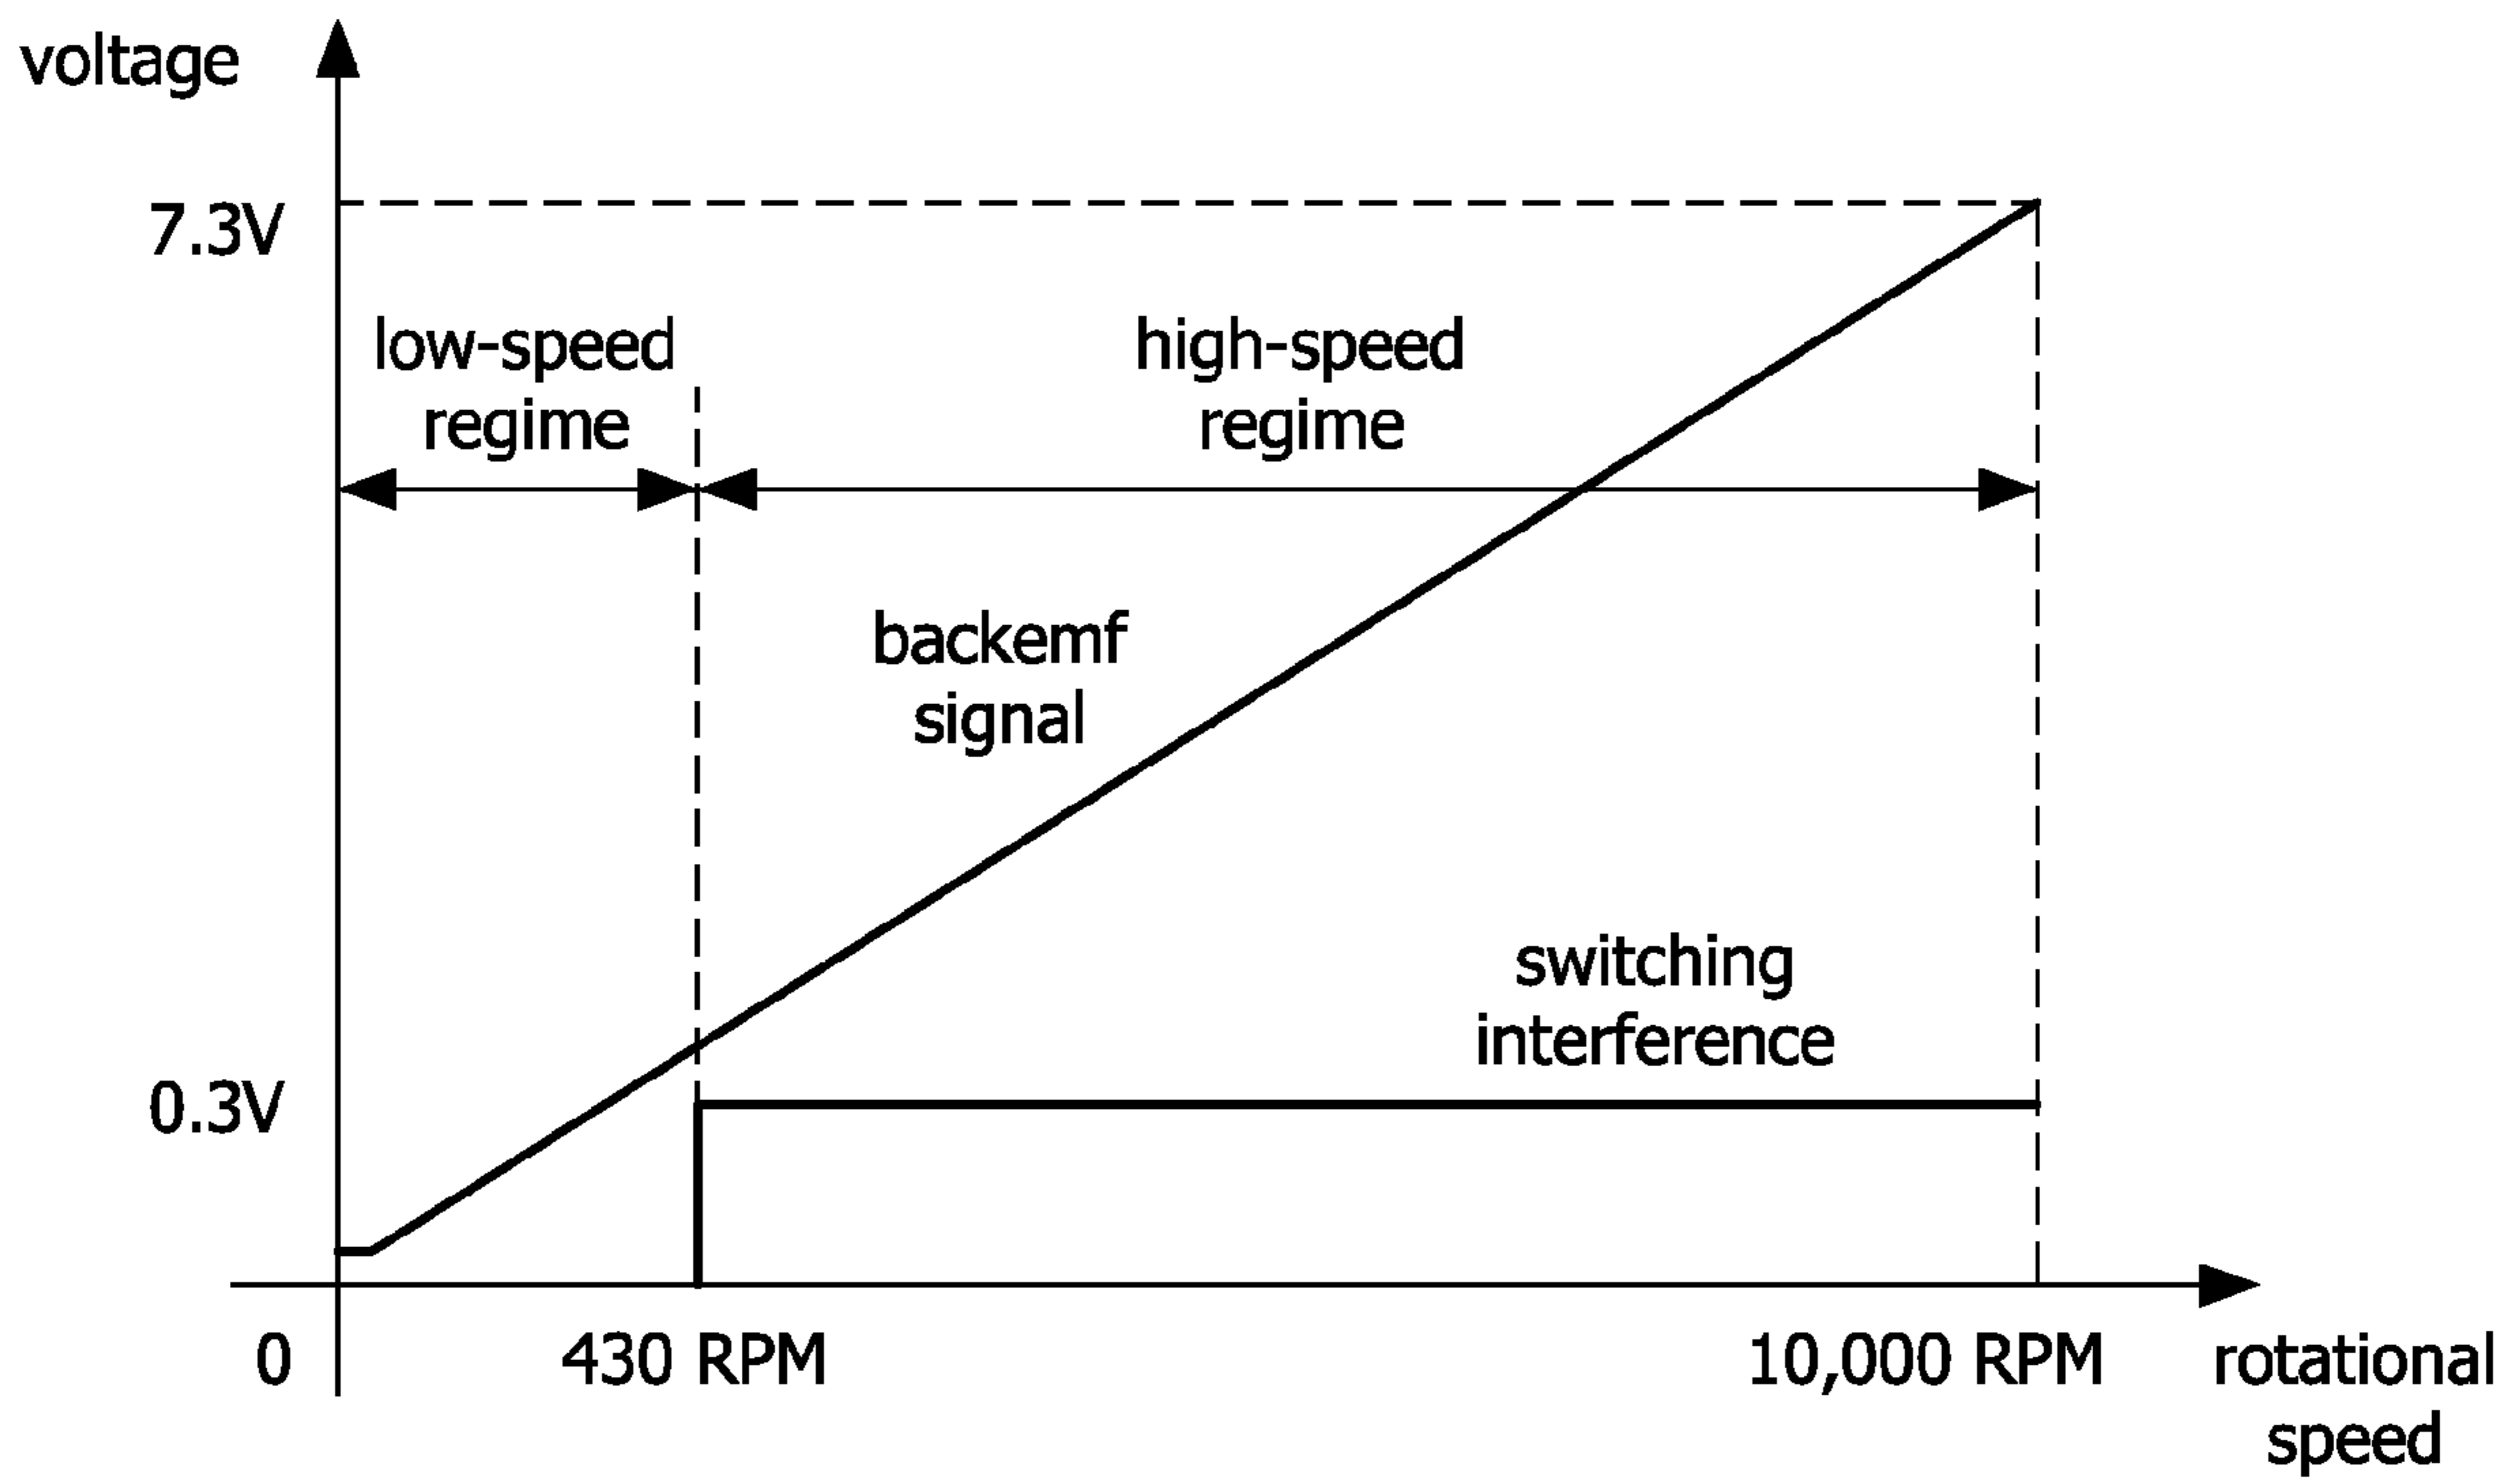 voltage
7.3V
low-speed
regime
high-speed
regime
backemf
signal
switching
interference
0.3V
0
430 RPM
10,000 RPM
rotational
speed